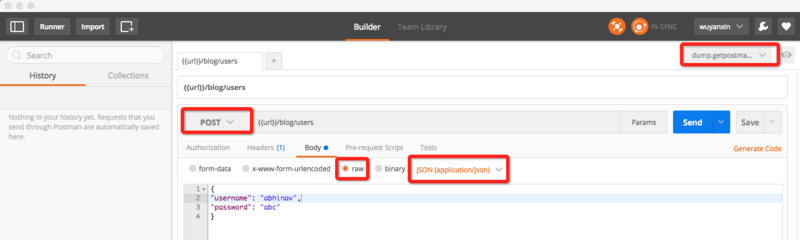 Runner Import Builder Team Library IN SYNC wuyanxin
Search
History Collections
Nothing in your history yet. Requests that you
send through Postman are automatically saved
here.
{{url}}/blog/users +
dump.getpostma...
{{url}}/blog/users
POST {{url}}/blog/users Params Send Save
Authorization Headers (1) Body Pre-request Script Tests Generate Code
form-data x-www-form-urlencoded raw binary JSON (application/json)
1 {
2 "username": "abhinav",
3 "password": "abc"
4 }